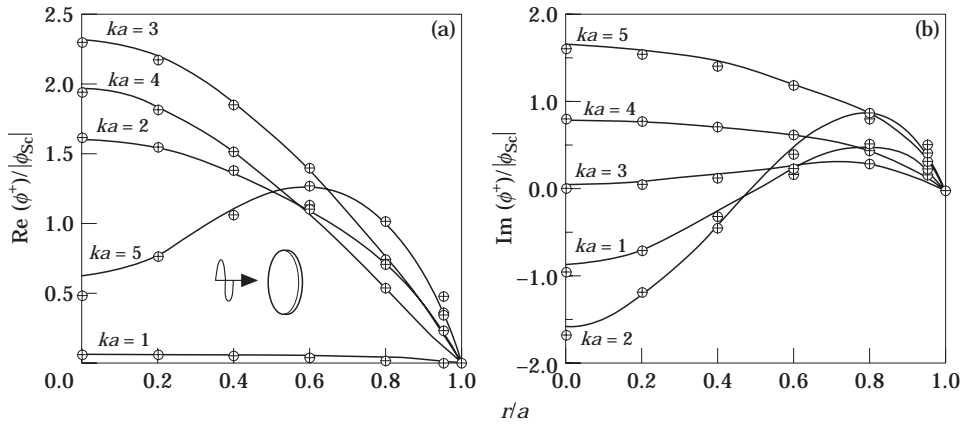 2.5
2.0
1.5
1.0
0.5
0.0
0.2
0.4
0.6
0.8
1.0
Re (ϕ⁺)/|ϕ_Sc|
(a)
ka = 3
ka = 4
ka = 2
ka = 5
ka = 1
2.0
1.0
0.0
−1.0
−2.0
0.0
0.2
0.4
0.6
0.8
1.0
Im (ϕ⁺)/|ϕ_Sc|
(b)
ka = 5
ka = 4
ka = 3
ka = 1
ka = 2
r/a